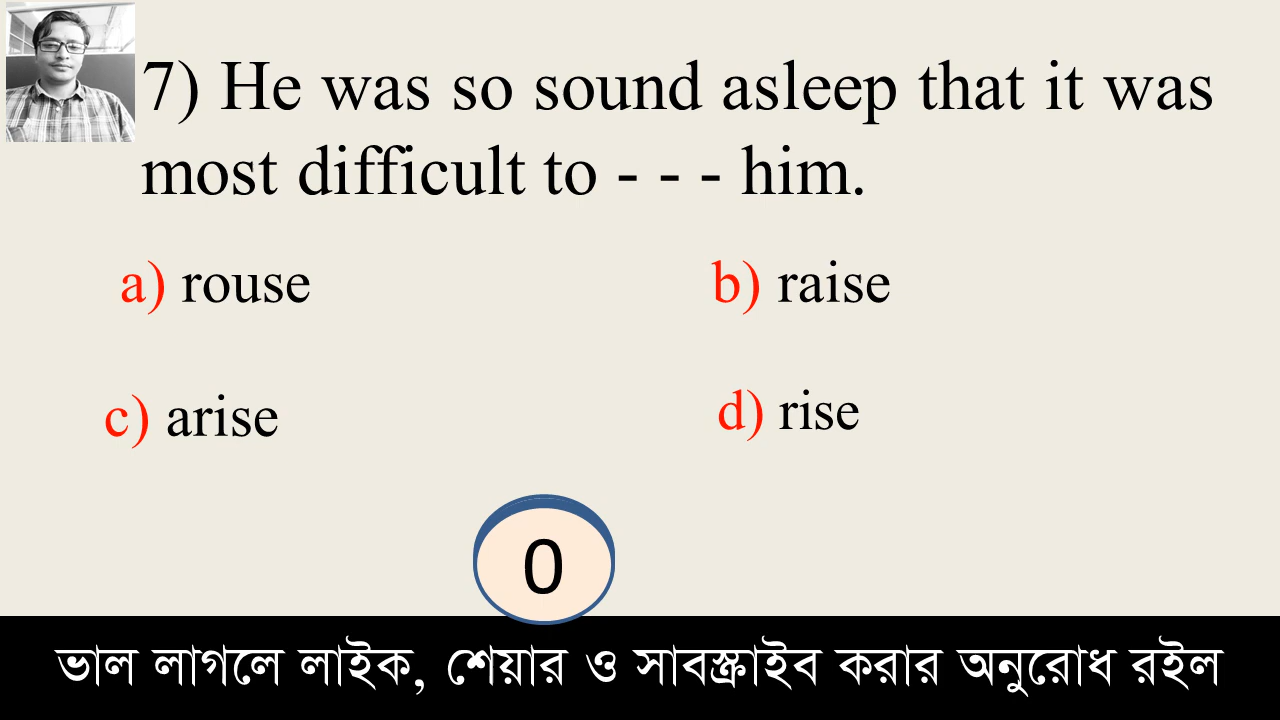 7) He was so sound asleep that it was
most difficult to - - - him.
a) rouse b) raise
c) arise d) rise
0
ভাল লাগলে লাইক, শেয়ার ও সাবস্ক্রাইব করার অনুরোধ রইল